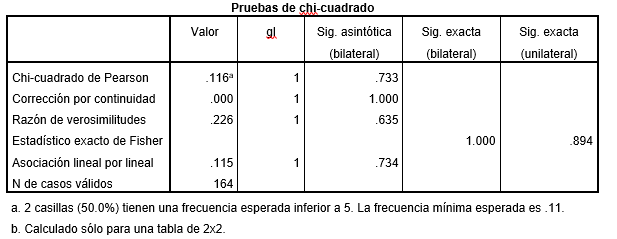 Pruebas de chi-cuadrado
Valor gl Sig. asintótica (bilateral) Sig. exacta (bilateral) Sig. exacta (unilateral)
Chi-cuadrado de Pearson .116a 1 .733
Corrección por continuidad .000 1 1.000
Razón de verosimilitudes .226 1 .635
Estadístico exacto de Fisher 1.000 .894
Asociación lineal por lineal .115 1 .734
N de casos válidos 164
a. 2 casillas (50.0%) tienen una frecuencia esperada inferior a 5. La frecuencia mínima esperada es .11.
b. Calculado sólo para una tabla de 2x2.